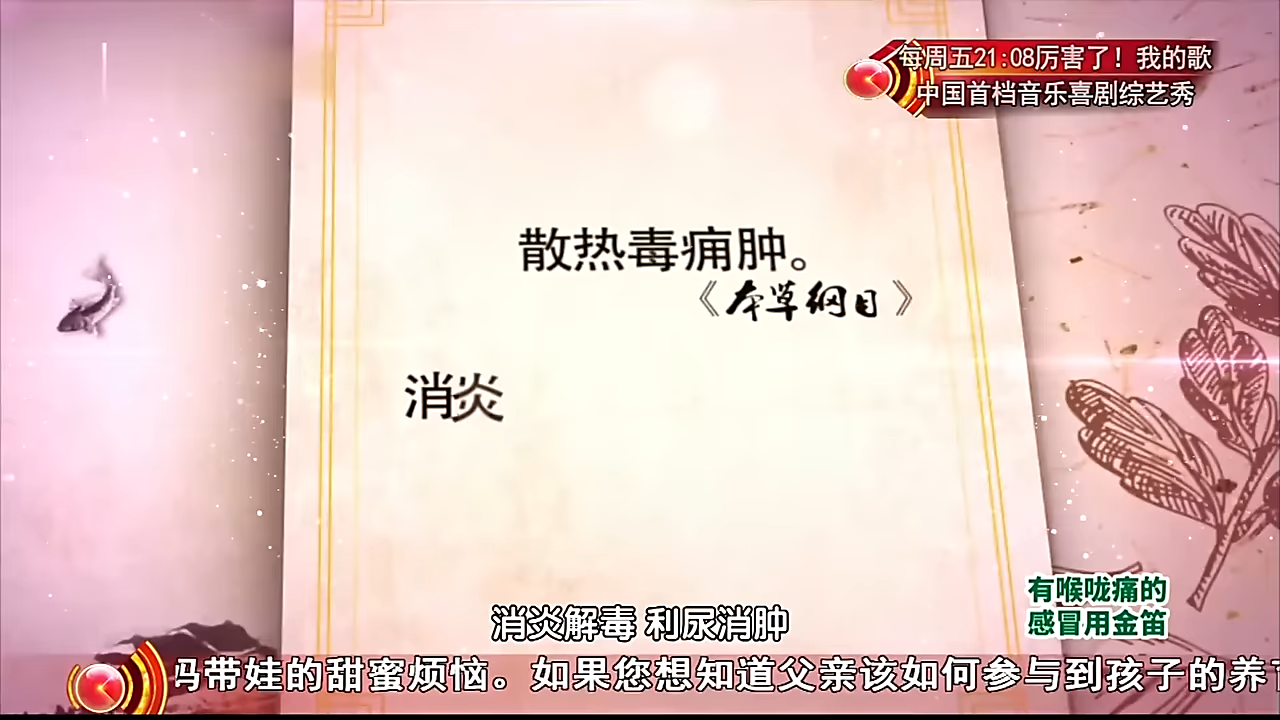 每周五21:08厉害了！我的歌
中国首档音乐喜剧综艺秀
散热毒痈肿。
《本草纲目》
消炎
有喉咙痛的
感冒用金笛
消炎解毒 利尿消肿
妈带娃的甜蜜烦恼。如果您想知道父亲该如何参与到孩子的养